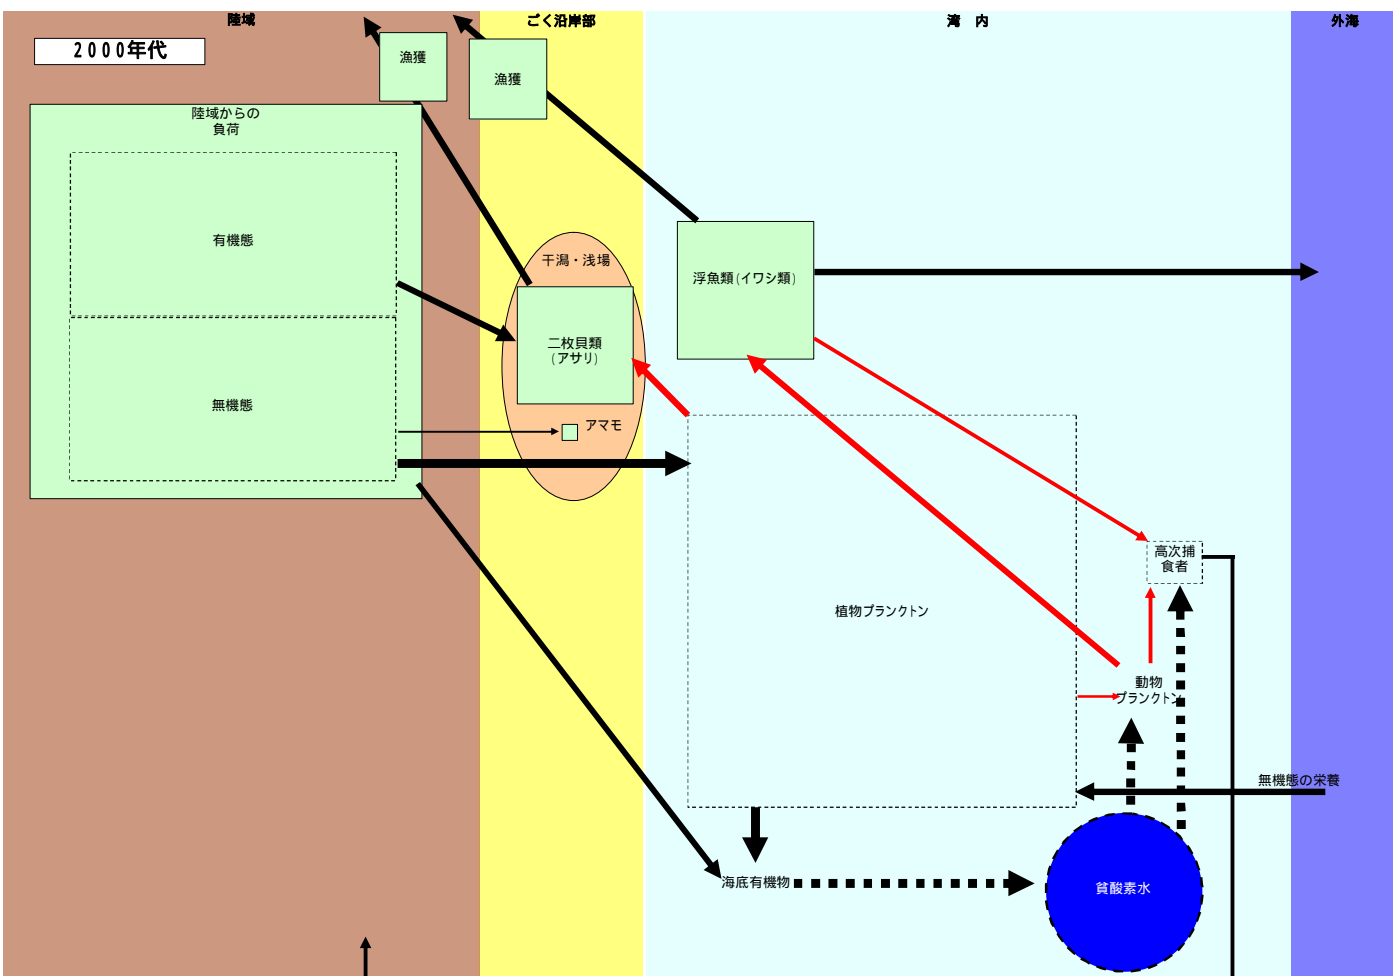 陸域
ごく沿岸部
湾　内
外海
2000年代
漁獲
漁獲
陸域からの
負荷
有機態
無機態
干潟・浅場
二枚貝類
(アサリ)
アマモ
浮魚類(イワシ類)
高次捕
食者
植物プランクトン
動物
プランクトン
無機態の栄養
海底有機物
貧酸素水